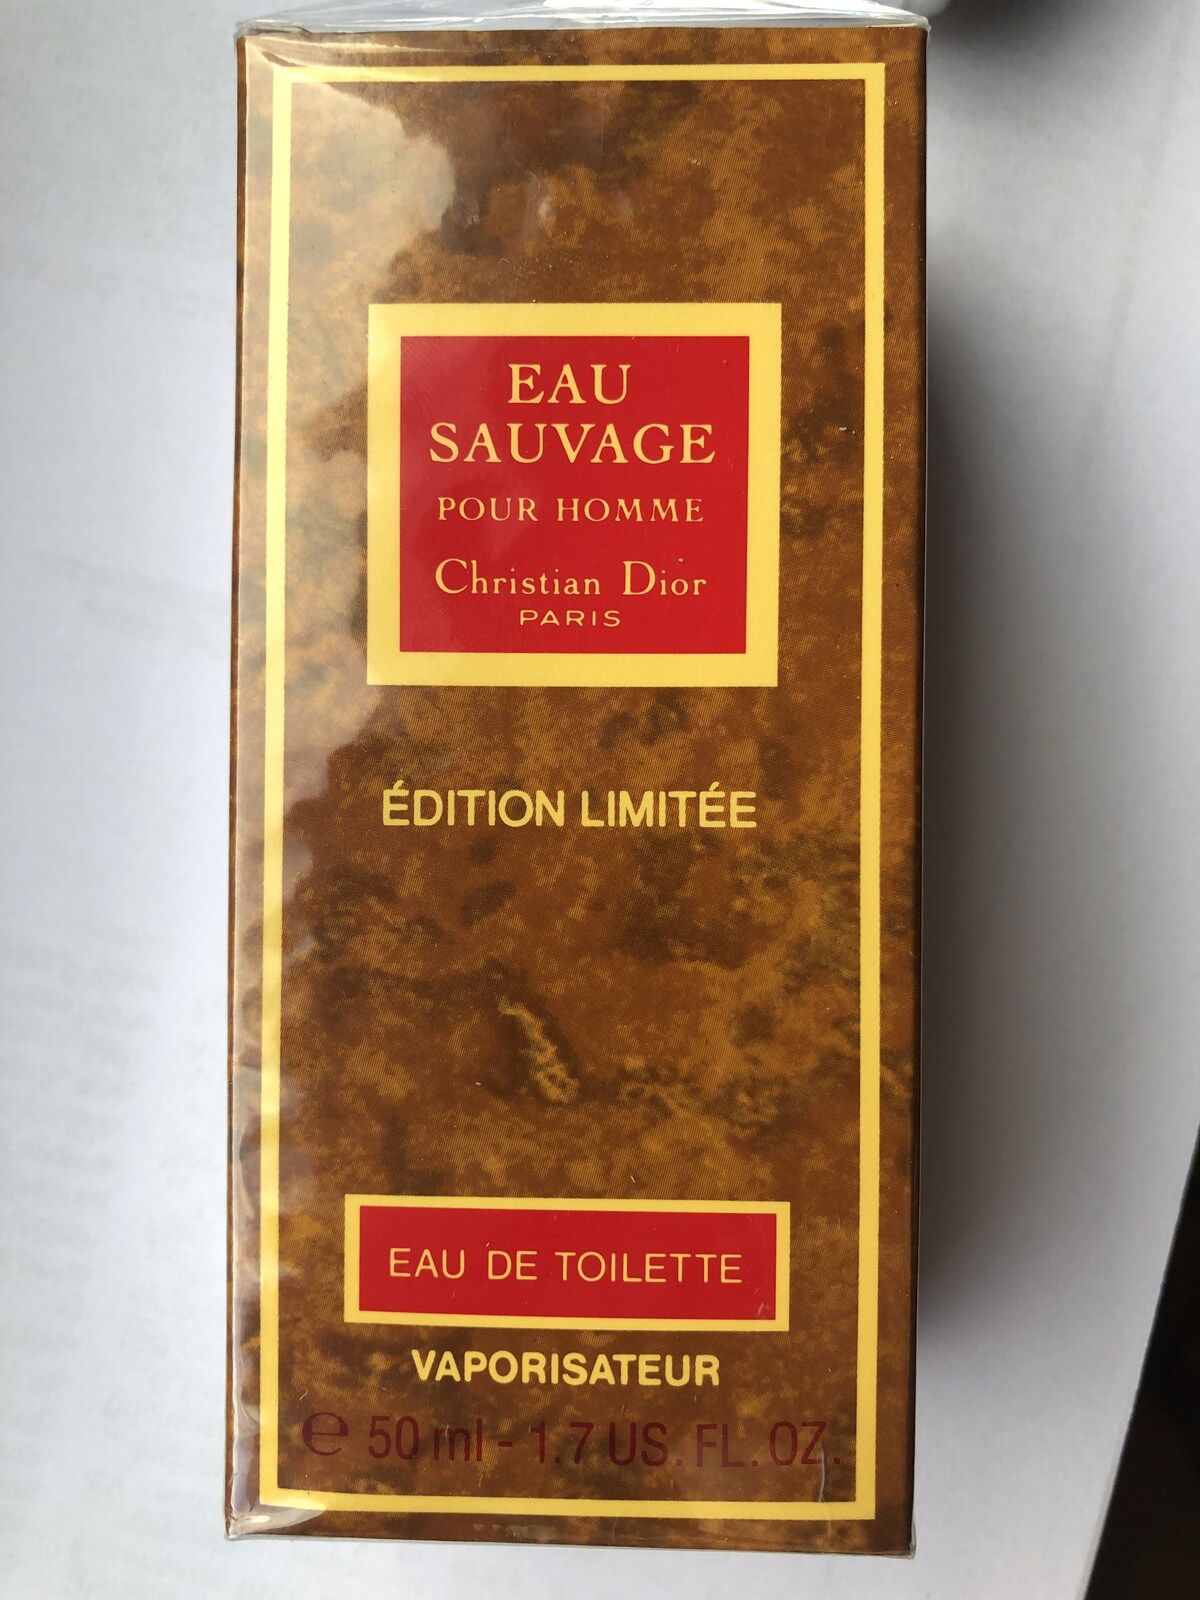 EAU
SAUVAGE
POUR HOMME
Christian Dior
PARIS
ÉDITION LIMITÉE
EAU DE TOILETTE
VAPORISATEUR
℮ 50 ml - 1.7 US. FL. OZ.